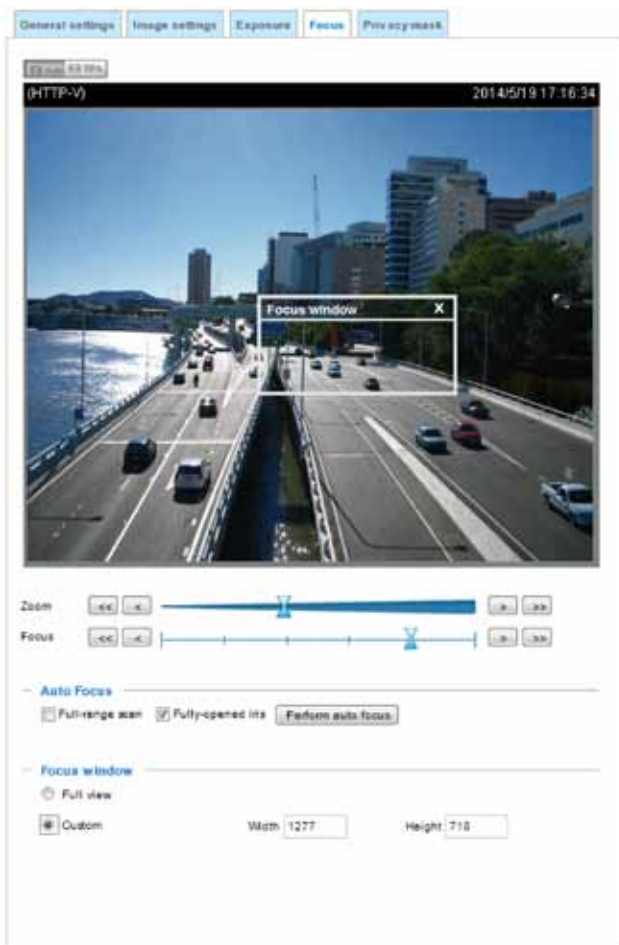 General settings Image settings Exposure Focus Privacy mask
(HTTP-V) 2014/5/19 17:16:34
Focus window X
Zoom << < > >>
Focus << < > >>
Auto Focus
Full-range scan Fully-opened iris Perform auto focus
Focus window
Full view
Custom Width 1277 Height 718